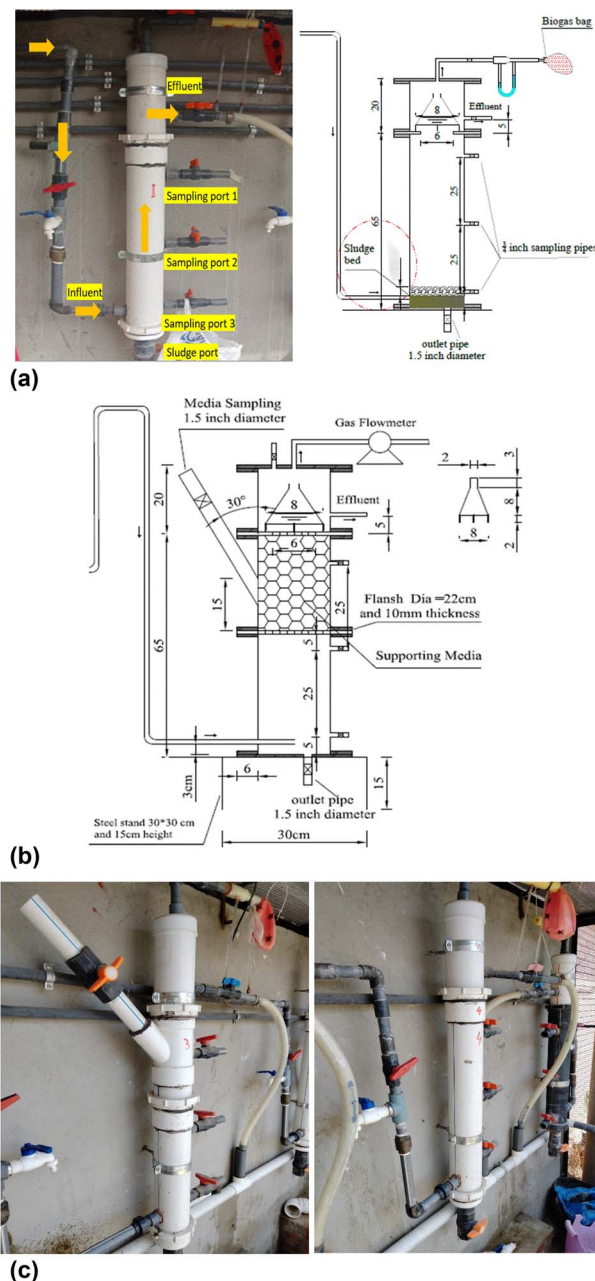 Effluent
Sampling port 1
Sampling port 2
Influent
Sampling port 3
Sludge port
Biogas bag
20
8
Effluent
5
6
25
65
¾ inch sampling pipes
Sludge
bed
25
outlet pipe
1.5 inch diameter
(a)
Media Sampling
1.5 inch diameter
Gas Flowmeter
2
3
20
30°
8
Effluent
5
8
6
8
2
15
25
Flansh Dia =22cm
and 10mm thickness
65
5
Supporting Media
25
5
3cm
6
15
outlet pipe
1.5 inch diameter
Steel stand 30*30 cm
and 15cm height
30cm
(b)
3
4
4
(c)